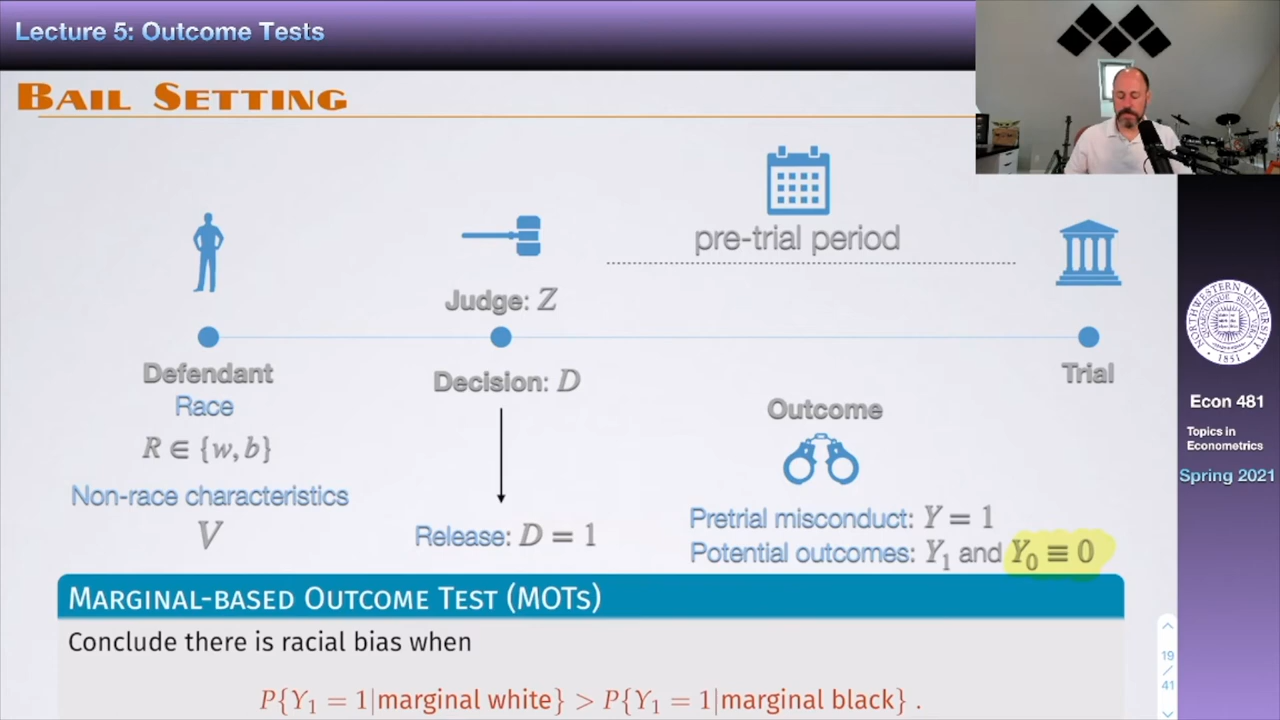 Lecture 5: Outcome Tests
Bail Setting
pre-trial period
Judge: Z
Defendant
Decision: D
Trial
Race
R ∈ {w, b}
Outcome
Non-race characteristics
V
Release: D = 1
Pretrial misconduct: Y = 1
Potential outcomes: Y₁ and Y₀ ≡ 0
Marginal-based Outcome Test (MOTs)
Conclude there is racial bias when
P{Y₁ = 1|marginal white} > P{Y₁ = 1|marginal black} .
NORTHWESTERN UNIVERSITY
1851
Econ 481
Topics in
Econometrics
Spring 2021
19
/
41